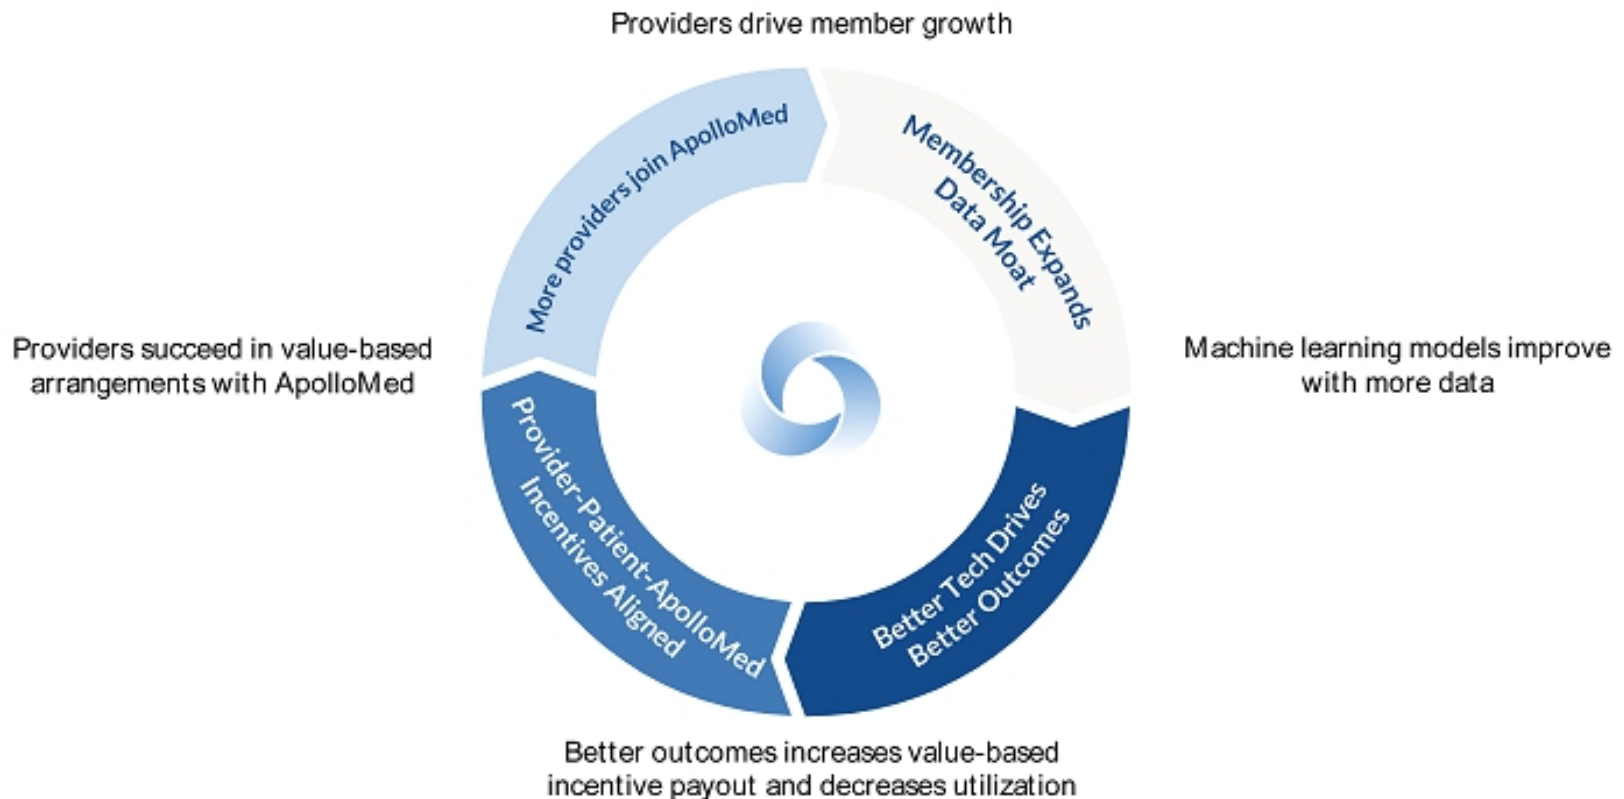 Providers drive member growth
More providers join ApolloMed
Membership Expands
Data Moat
Providers succeed in value-based
arrangements with ApolloMed
Machine learning models improve
with more data
Provider-Patient-ApolloMed
Incentives Aligned
Better Tech Drives
Better Outcomes
Better outcomes increases value-based
incentive payout and decreases utilization